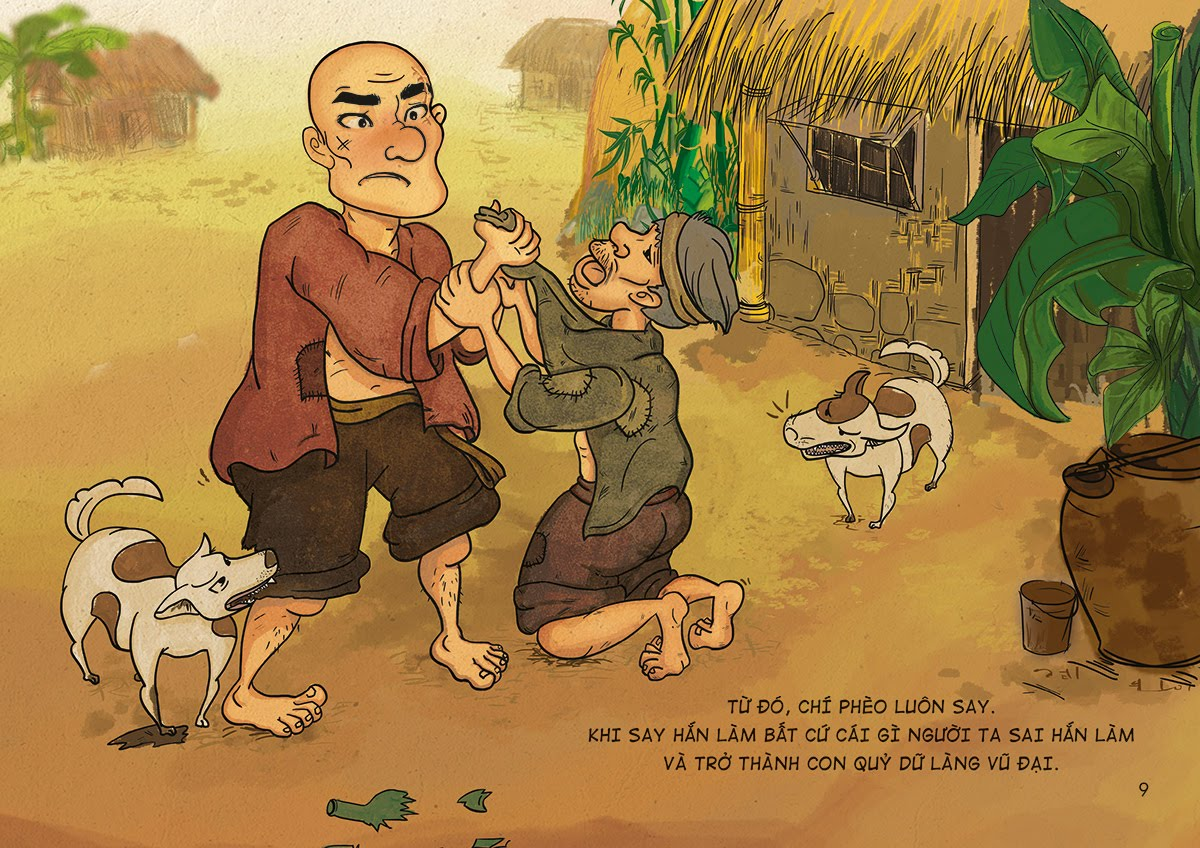 TỪ ĐÓ, CHÍ PHÈO LUÔN SAY.
KHI SAY HẮN LÀM BẤT CỨ CÁI GÌ NGƯỜI TA SAI HẮN LÀM
VÀ TRỞ THÀNH CON QUỶ DỮ LÀNG VŨ ĐẠI.
9